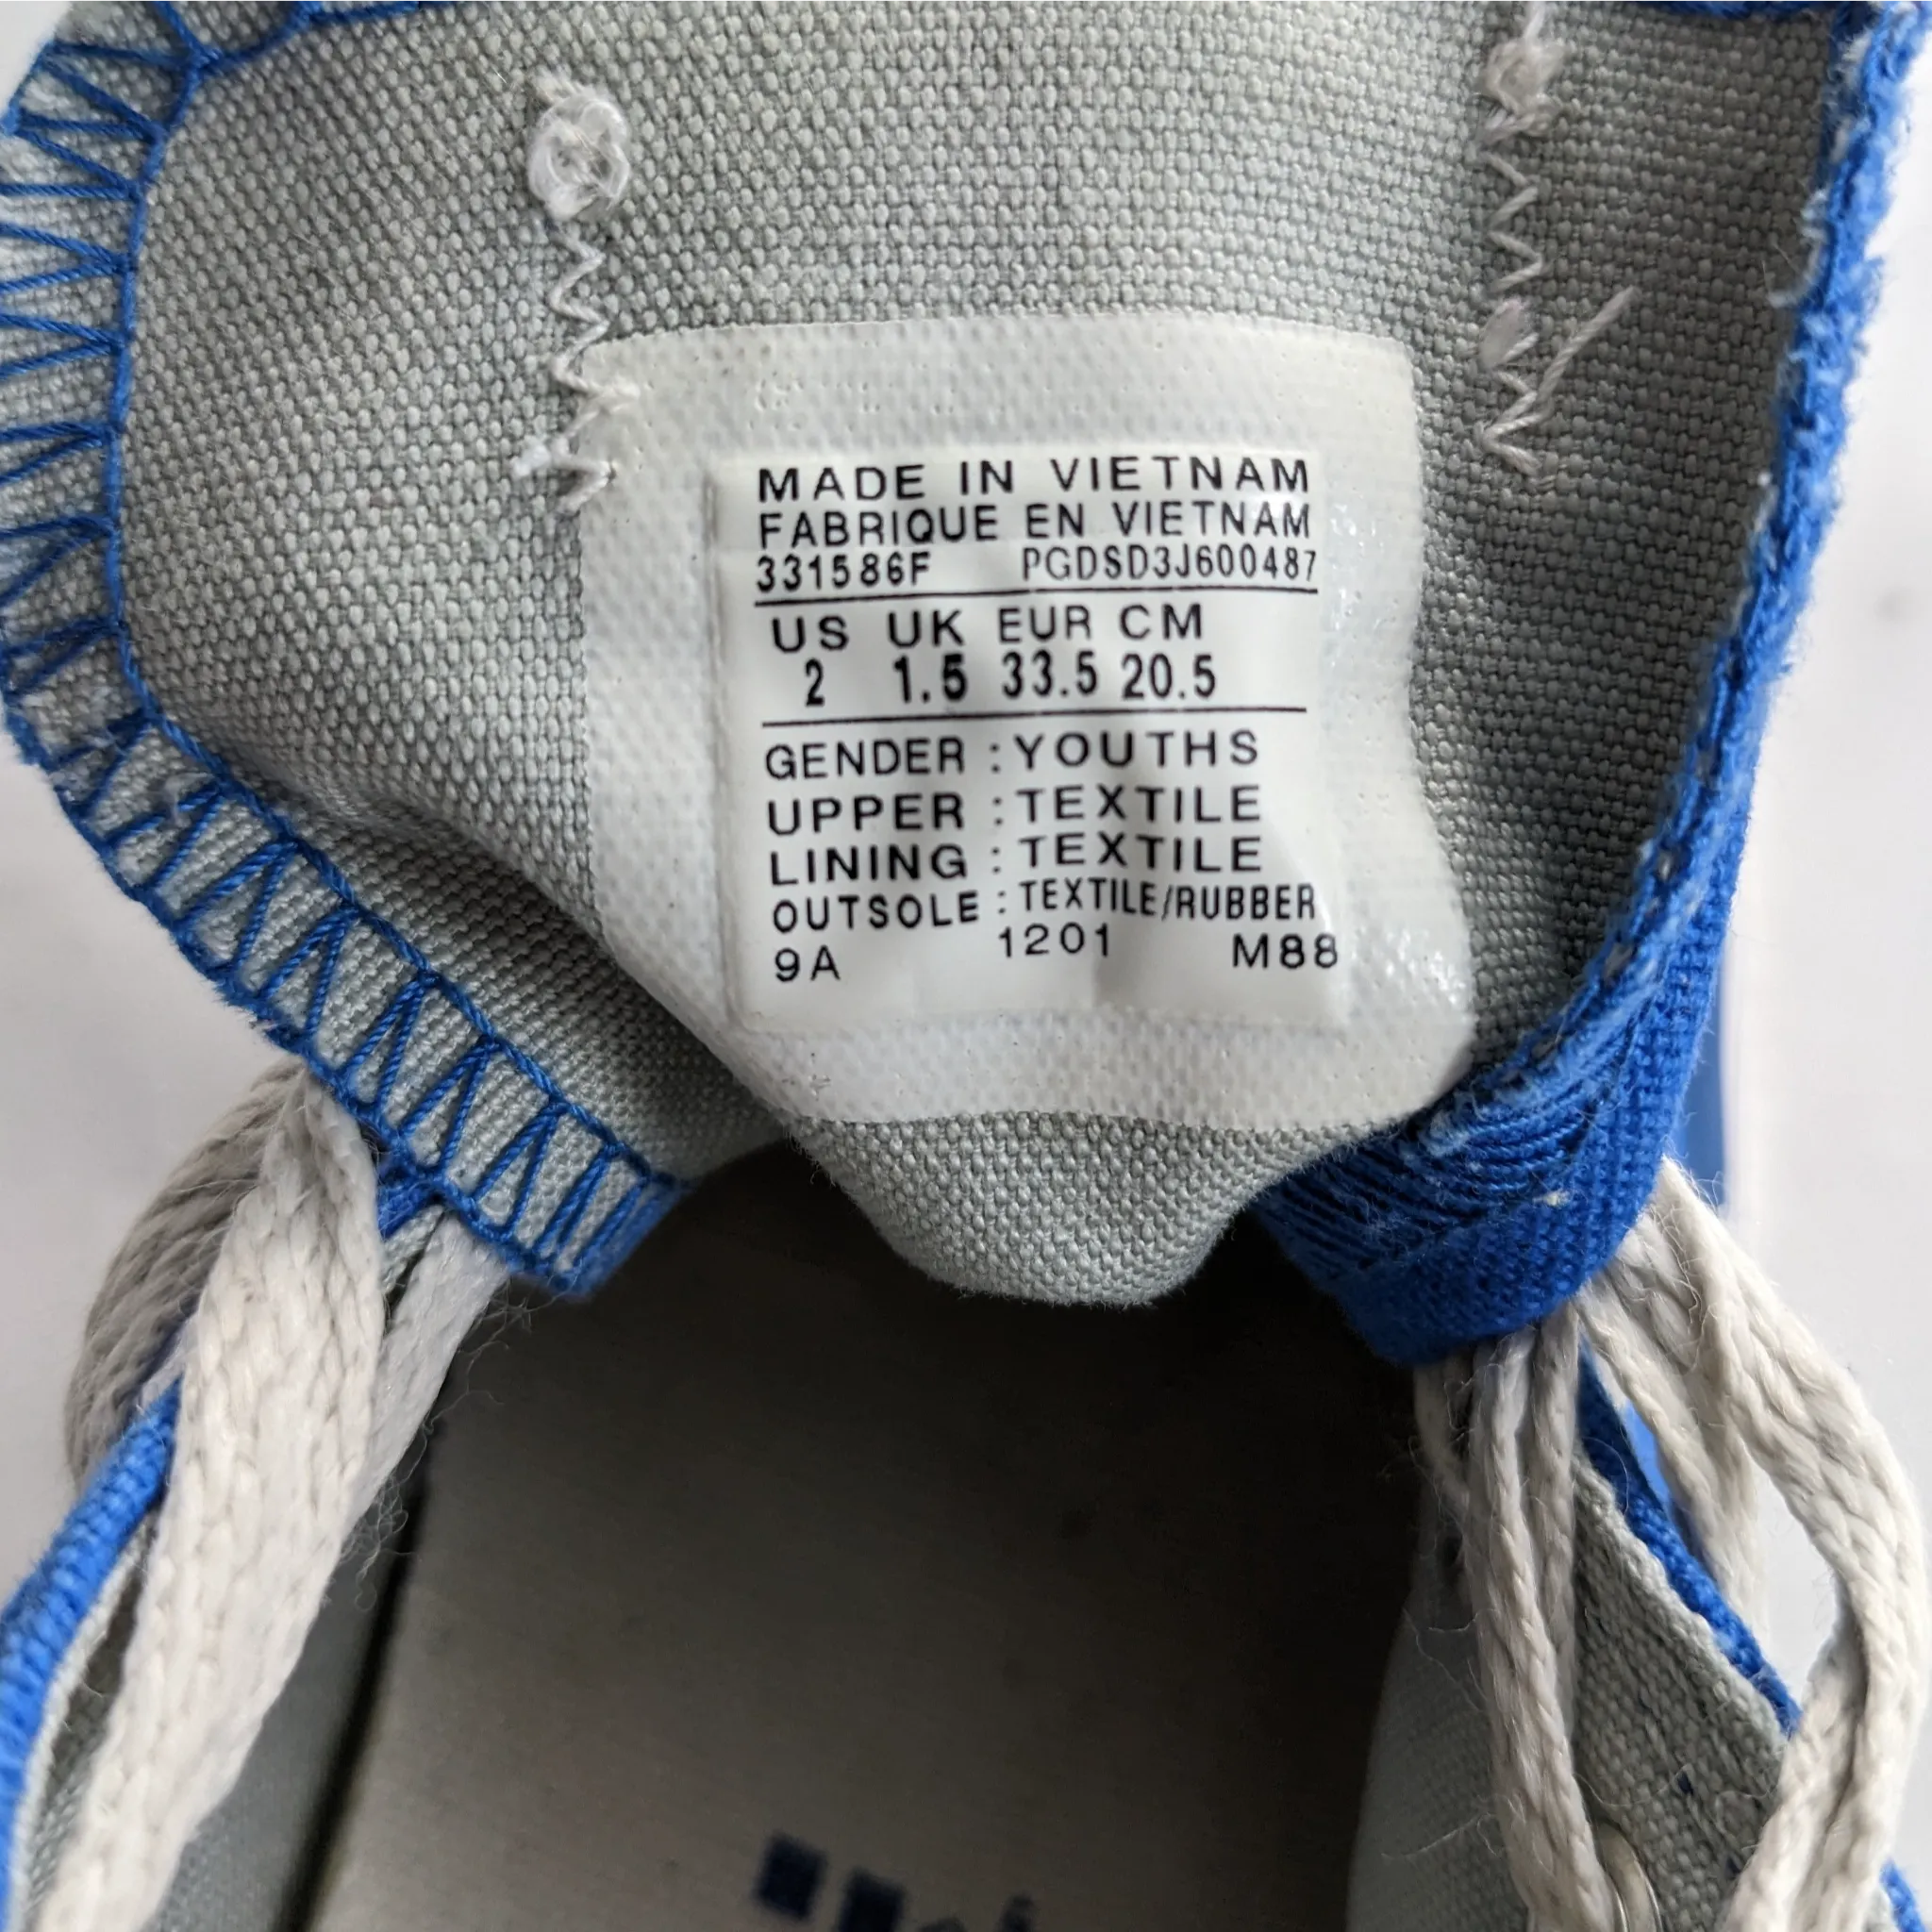 MADE IN VIETNAM
FABRIQUE EN VIETNAM
331586F PGDSD3J600487
US UK EUR CM
2 1.5 33.5 20.5
GENDER : YOUTHS
UPPER : TEXTILE
LINING : TEXTILE
OUTSOLE : TEXTILE/RUBBER
9A 1201 M88